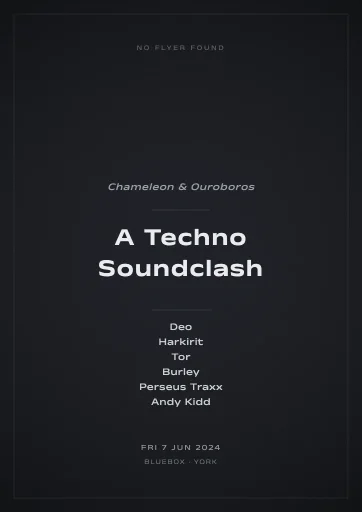 NO FLYER FOUND
Chameleon & Ouroboros
A Techno
Soundclash
Deo
Harkirit
Tor
Burley
Perseus Traxx
Andy Kidd
FRI 7 JUN 2024
BLUEBOX · YORK